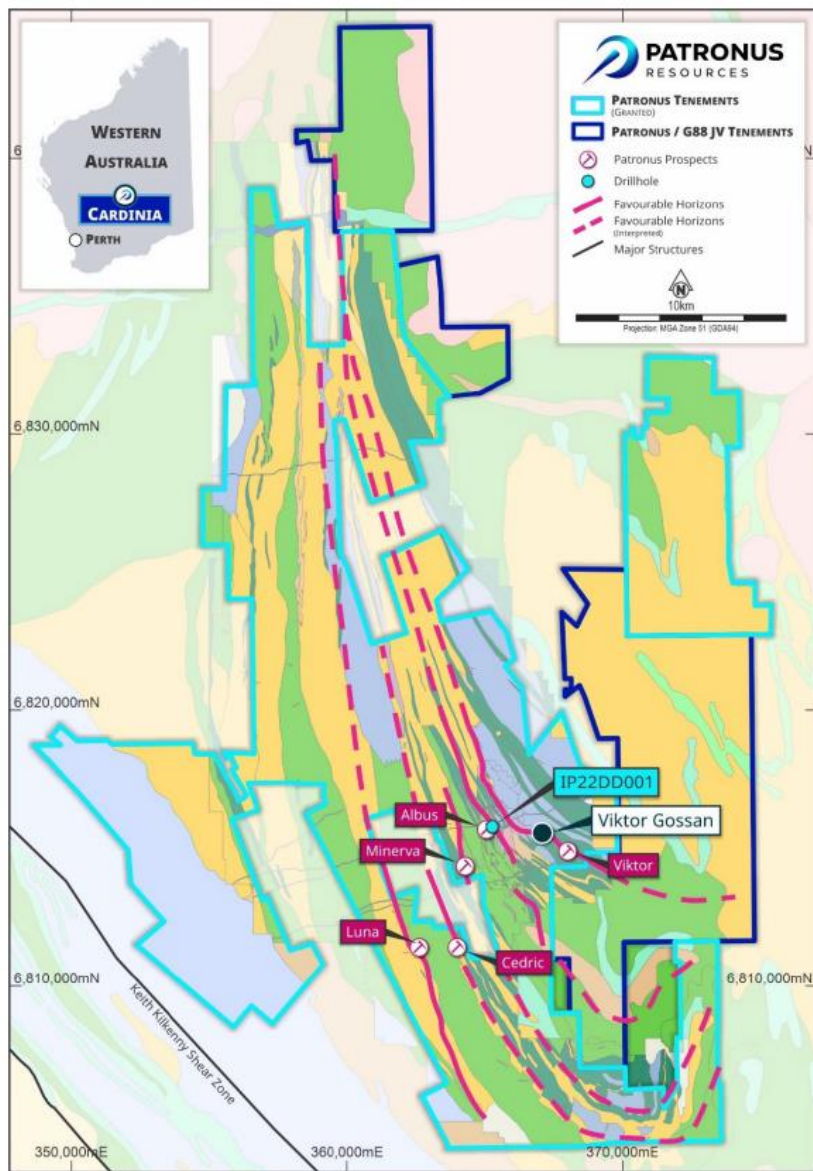 WESTERN
AUSTRALIA
CARDINIA
PERTH
PATRONUS
RESOURCES
PATRONUS TENEMENTS
(GRANTED)
PATRONUS / G88 JV TENEMENTS
Patronus Prospects
Drillhole
Favourable Horizons
Favourable Horizons
(Interpreted)
Major Structures
N
10km
Projection: MGA Zone 51 (GDA94)
6,830,000mN
6,820,000mN
IP22DD001
Albus
Viktor Gossan
Minerva
Viktor
Luna
Cedric
6,810,000mN
6,810,000mN
Keith Kilkenny Shear Zone
350,000mE
360,000mE
370,000mE